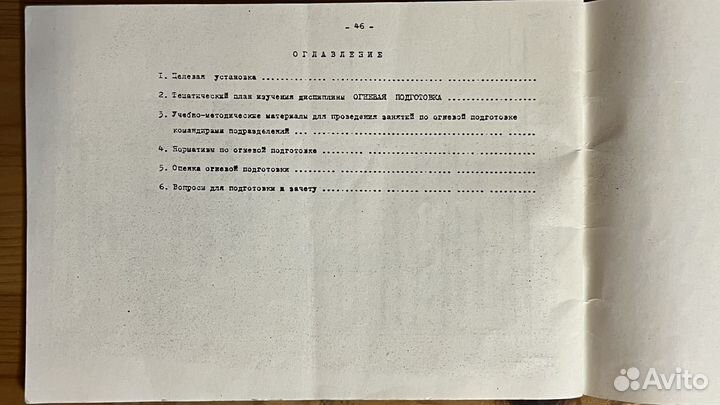 - 46 -
ОГЛАВЛЕНИЕ
1. Целевая установка ..............................
2. Тематический план изучения дисциплины ОГНЕВАЯ ПОДГОТОВКА ..............
3. Учебно-методические материалы для проведения занятий по огневой подготовке
командирами подразделений ..............................
4. Нормативы по огневой подготовке ..............................
5. Оценка огневой подготовки ..............................
6. Вопросы для подготовки к зачету ..............................
Avito